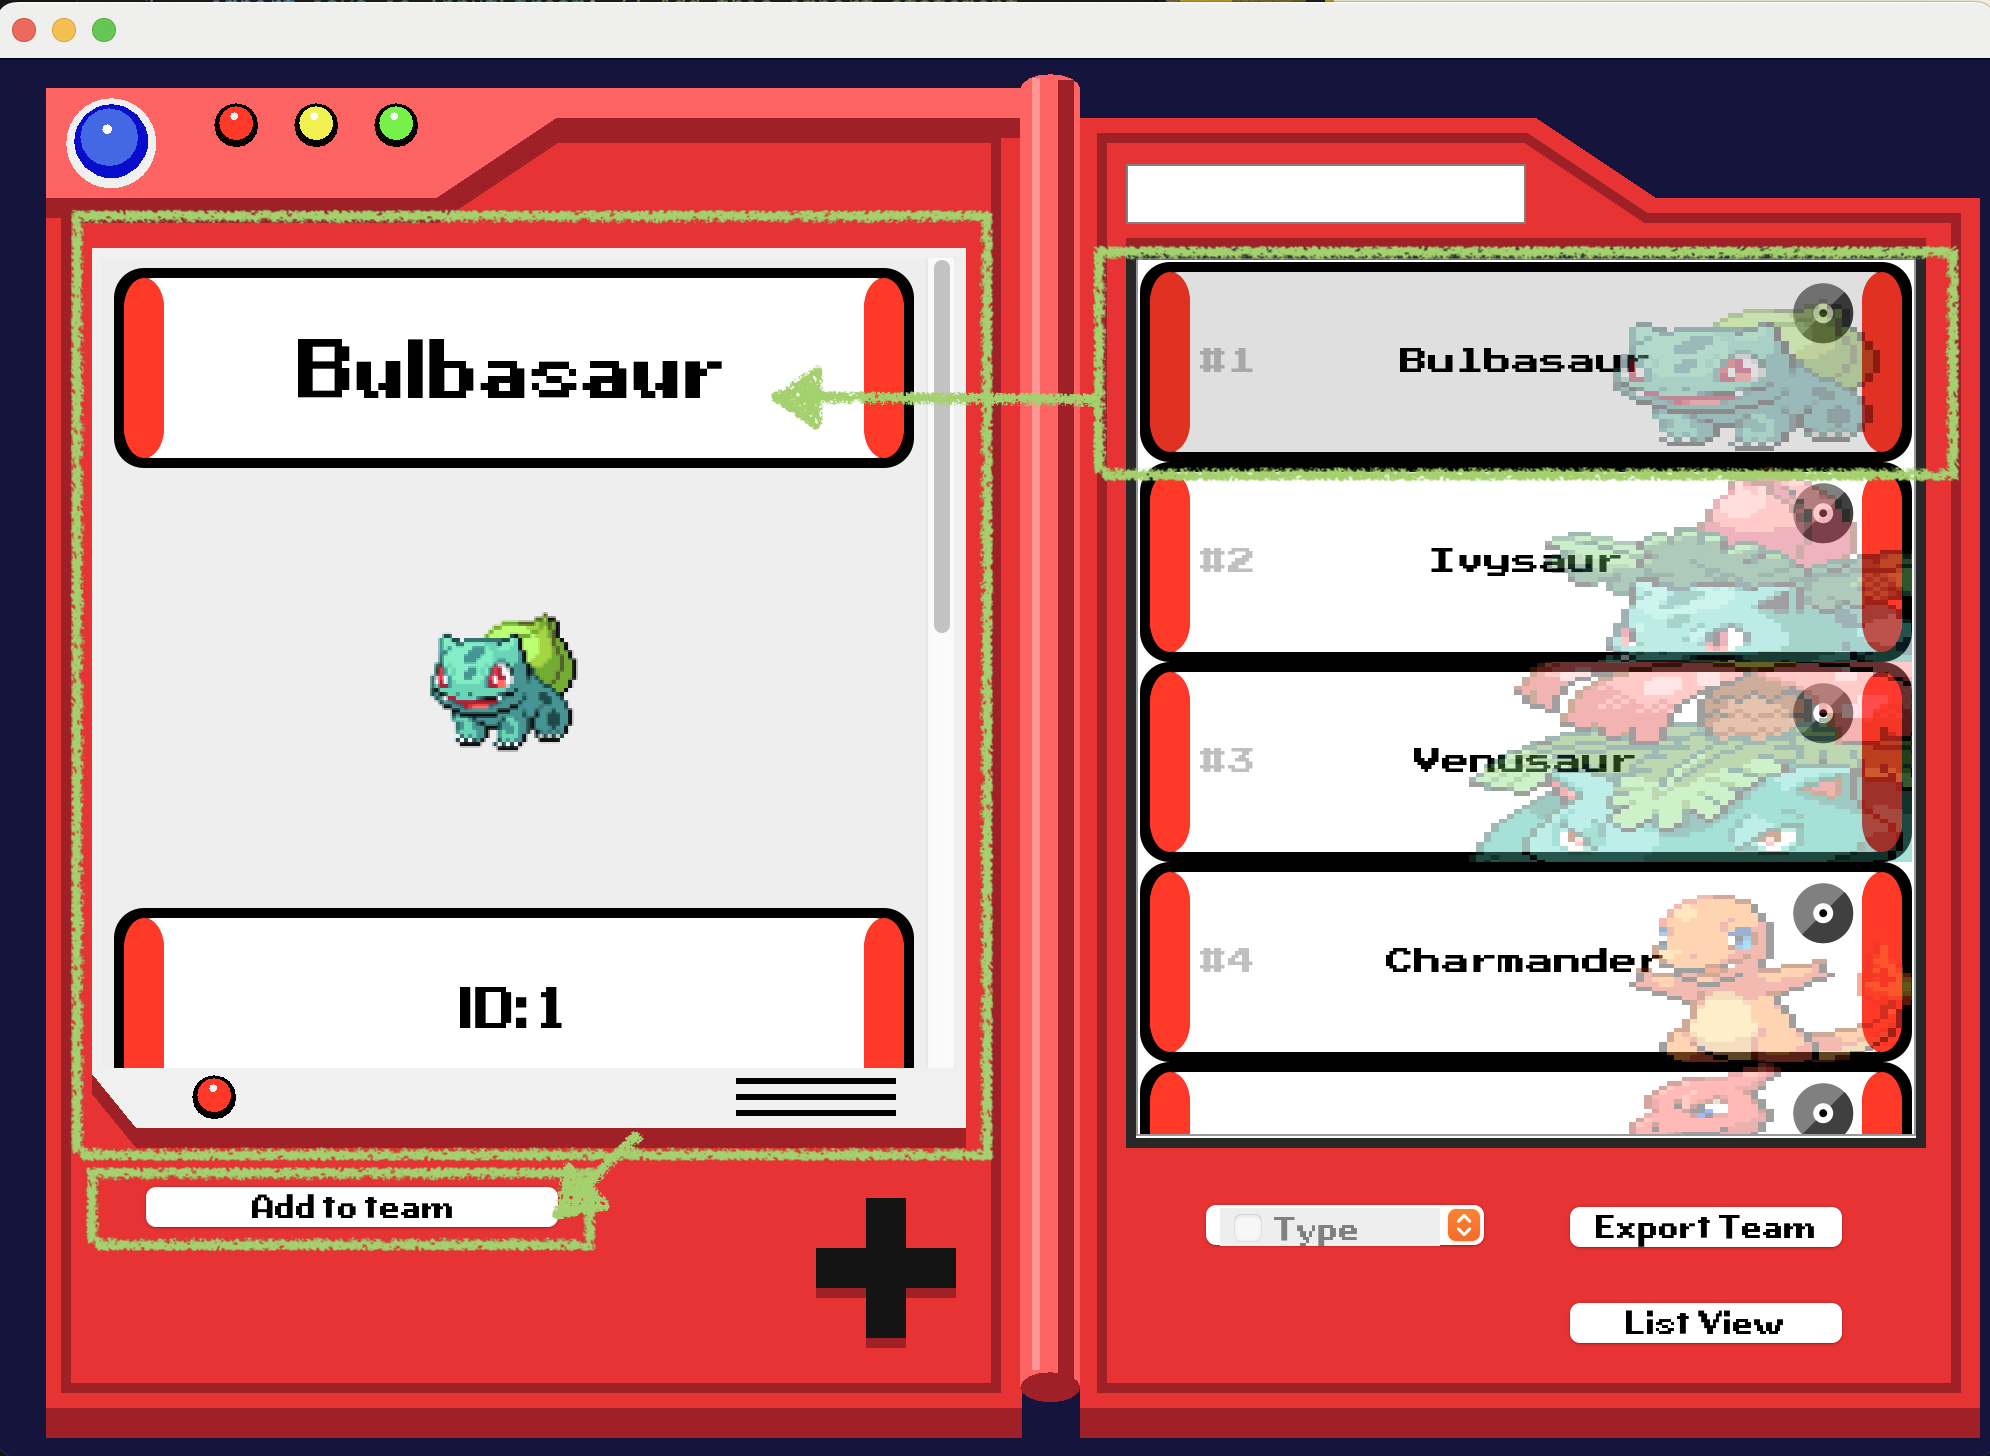 Bulbasaur
ID: 1
Add to team
#1 Bulbasaur
#2 Ivysaur
#3 Venusaur
#4 Charmander
Type
Export Team
List View